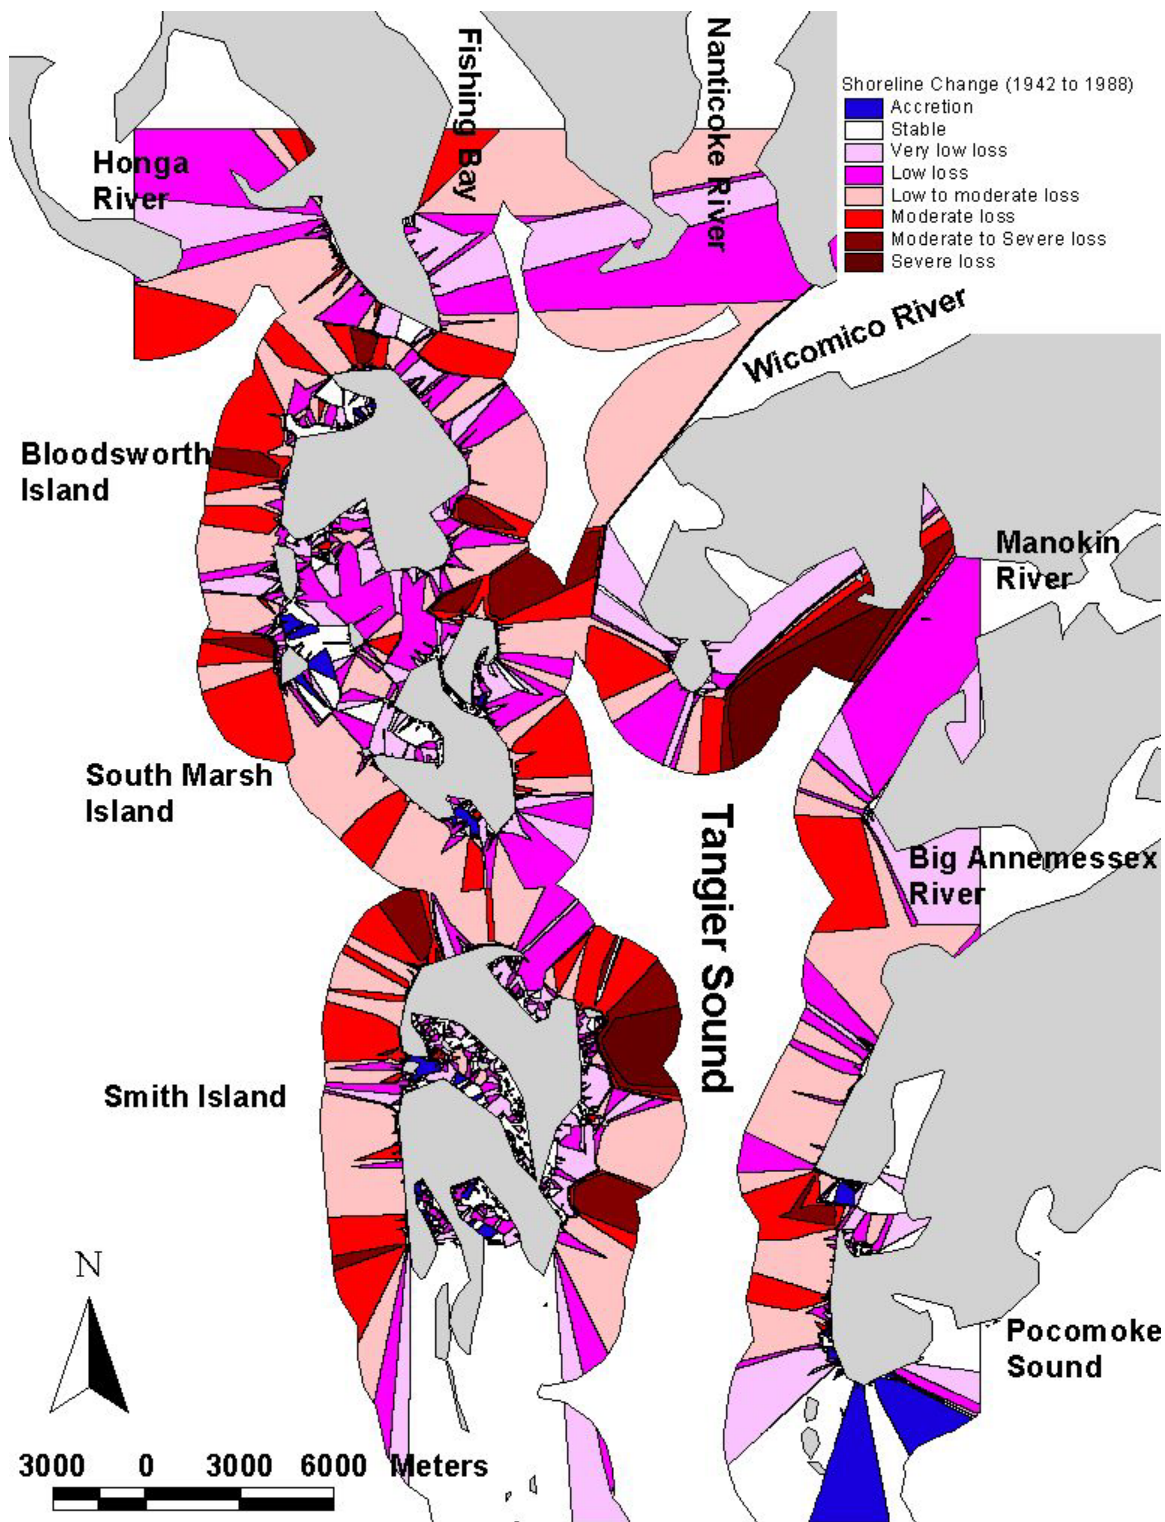 Fishing Bay
Nanticoke River
Shoreline Change (1942 to 1988)
Accretion
Stable
Very low loss
Low loss
Low to moderate loss
Moderate loss
Moderate to Severe loss
Severe loss
Honga
River
Wicomico River
Bloodsworth
Island
Manokin
River
South Marsh
Island
Tangier Sound
Big Annemessex
River
Smith Island
N
Pocomoke
Sound
3000 0 3000 6000 Meters